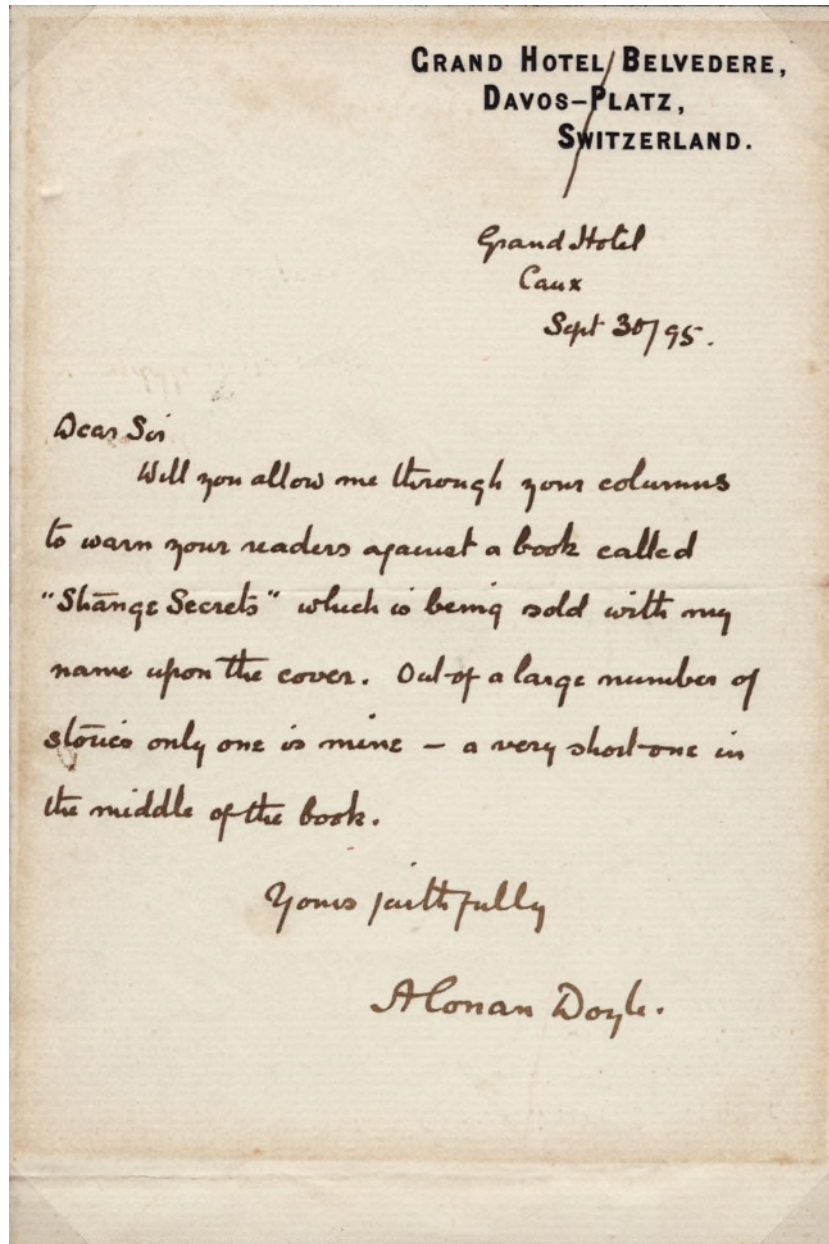 GRAND HOTEL BELVEDERE,
DAVOS-PLATZ,
SWITZERLAND.
Grand Hotel
Caux
Sept 30/95.
Dear Sir
Will you allow me through your columns
to warn your readers against a book called
"Strange Secrets" which is being sold with my
name upon the cover. Out of a large number of
stories only one is mine – a very short one in
the middle of the book.
Yours faithfully
A Conan Doyle.